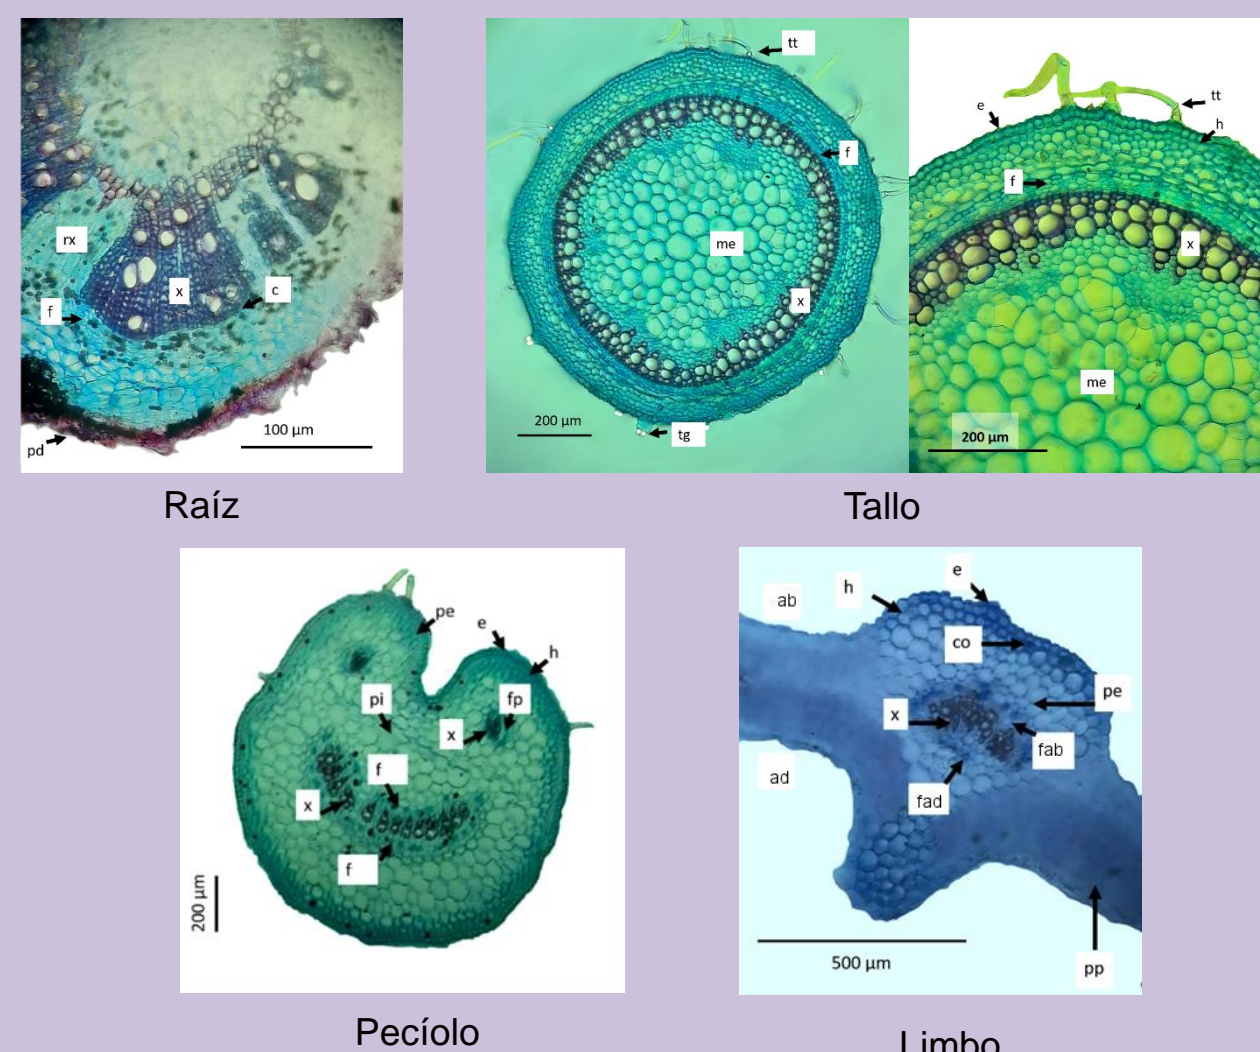 rx
x
c
f
pd
100 µm
Raíz
tt
f
me
x
200 µm
tg
e
tt
h
f
x
me
200 µm
Tallo
pe
e
h
pi
fp
x
f
x
f
200 µm
Pecíolo
ab
h
e
co
pe
x
fab
ad
fad
500 µm
pp
Limbo